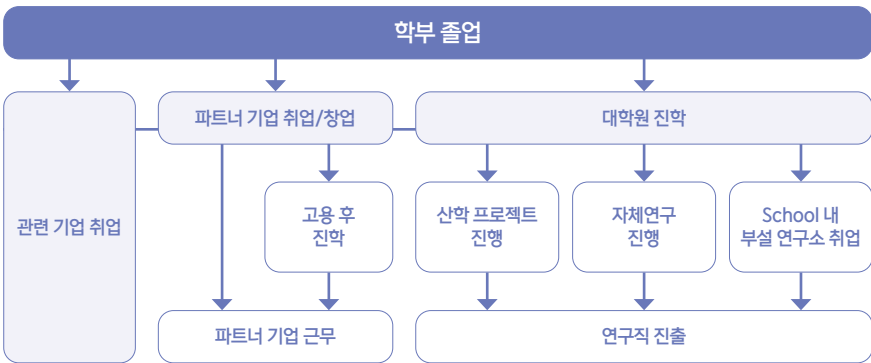 학부 졸업
관련 기업 취업
파트너 기업 취업/창업
대학원 진학
고용 후
진학
산학 프로젝트
진행
자체연구
진행
School 내
부설 연구소 취업
파트너 기업 근무
연구직 진출